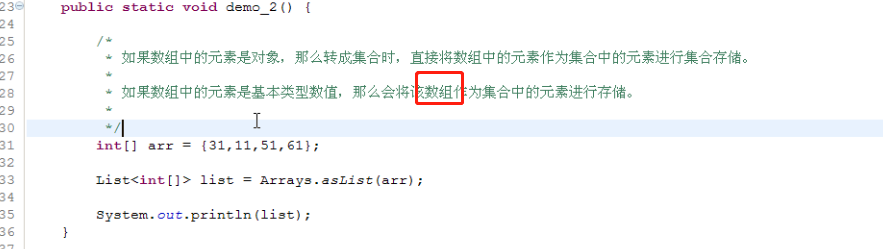 23 public static void demo_2() {
24
25 /*
26 * 如果数组中的元素是对象，那么转成集合时，直接将数组中的元素作为集合中的元素进行集合存储。
27 *
28 * 如果数组中的元素是基本类型数值，那么会将该数组作为集合中的元素进行存储。
29 *
30 */
31 int[] arr = {31,11,51,61};
32
33 List<int[]> list = Arrays.asList(arr);
34
35 System.out.println(list);
36 }